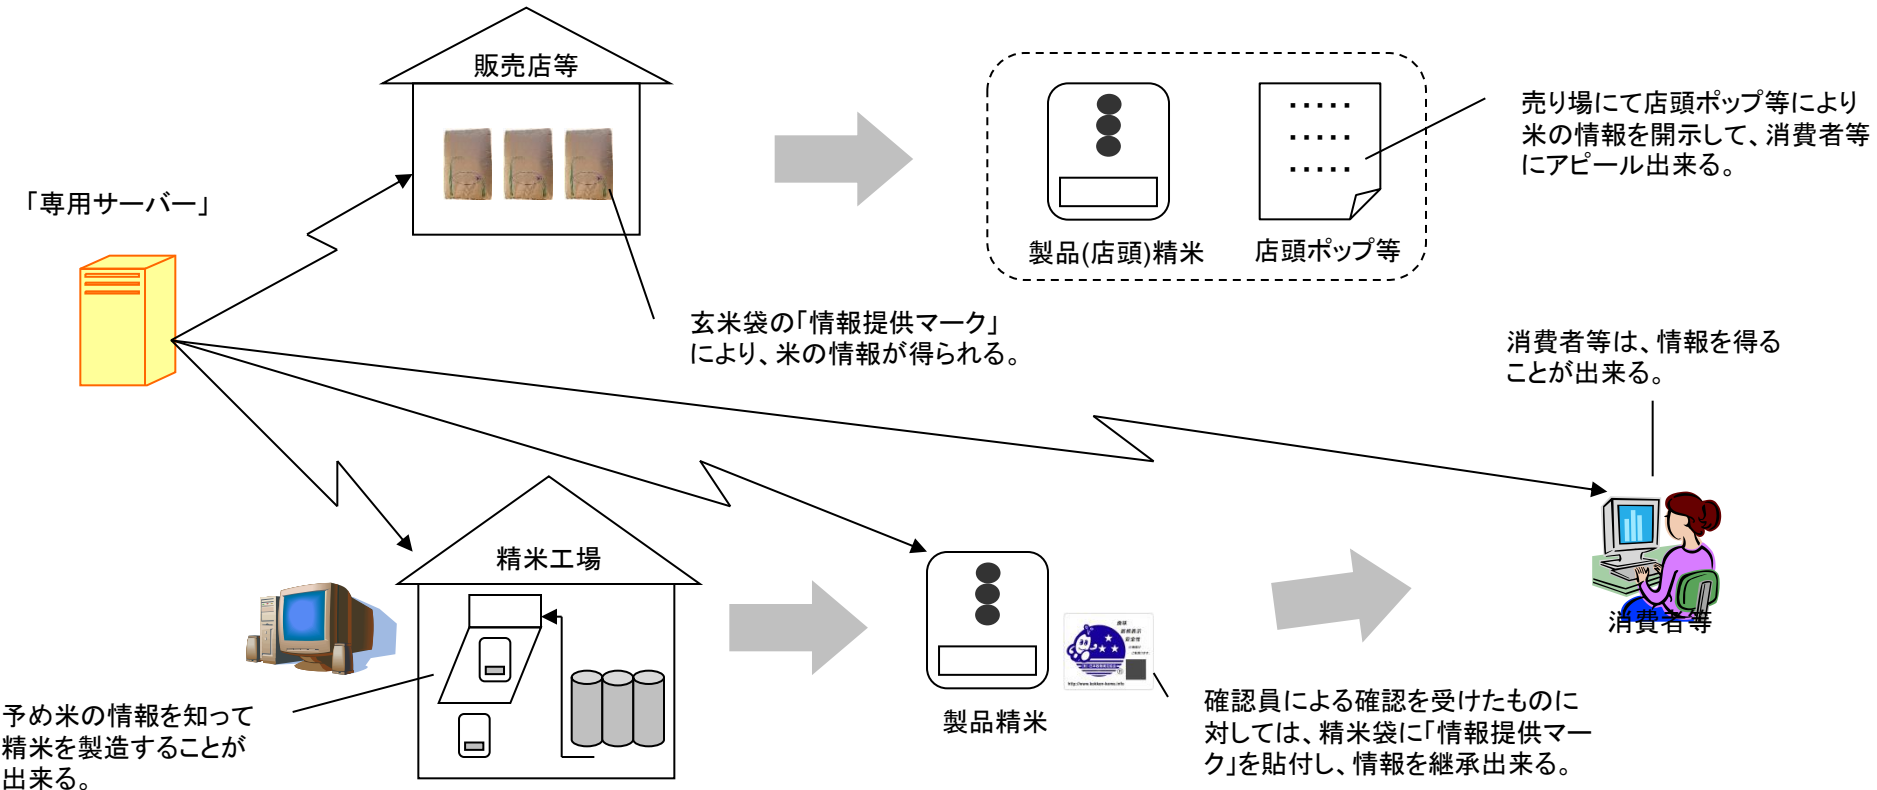 販売店等
売り場にて店頭ポップ等により
米の情報を開示して、消費者等
にアピール出来る。
「専用サーバー」
製品(店頭)精米
店頭ポップ等
玄米袋の「情報提供マーク」
により、米の情報が得られる。
消費者等は、情報を得る
ことが出来る。
精米工場
消費者等
予め米の情報を知って
精米を製造することが
出来る。
製品精米
確認員による確認を受けたものに
対しては、精米袋に「情報提供マー
ク」を貼付し、情報を継承出来る。